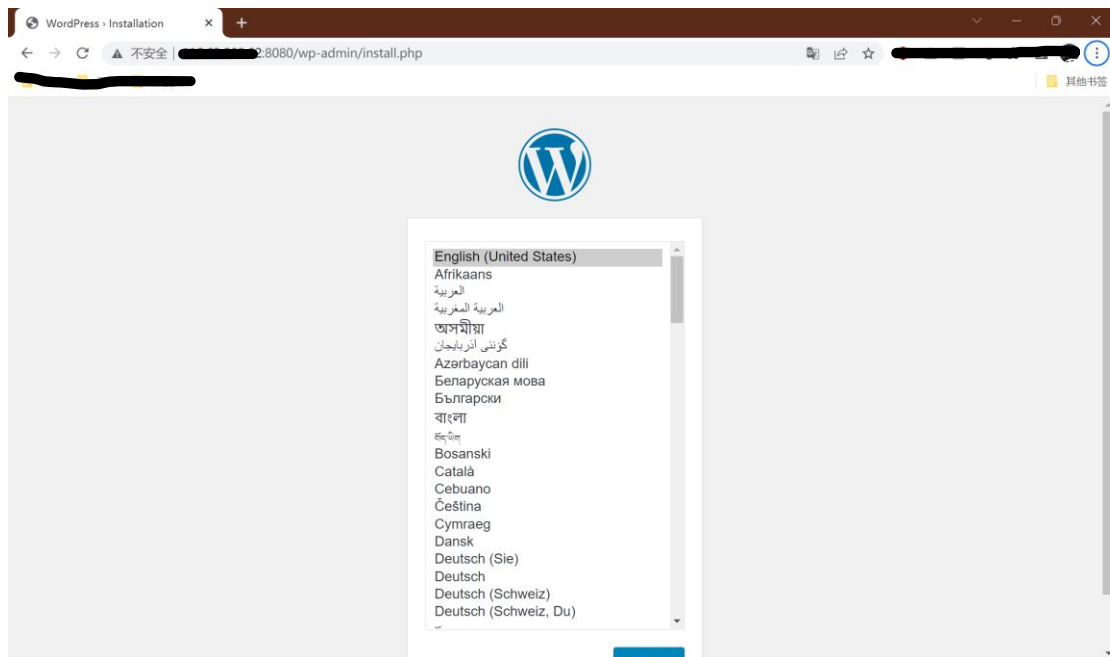 WordPress › Installation
不安全 2:8080/wp-admin/install.php
其他书签
English (United States)
Afrikaans
العربية
العربية المغربية
অসমীয়া
گؤنئی آذربایجان
Azərbaycan dili
Беларуская мова
Български
বাংলা
བོད་ཡིག
Bosanski
Català
Cebuano
Čeština
Cymraeg
Dansk
Deutsch (Sie)
Deutsch
Deutsch (Schweiz)
Deutsch (Schweiz, Du)